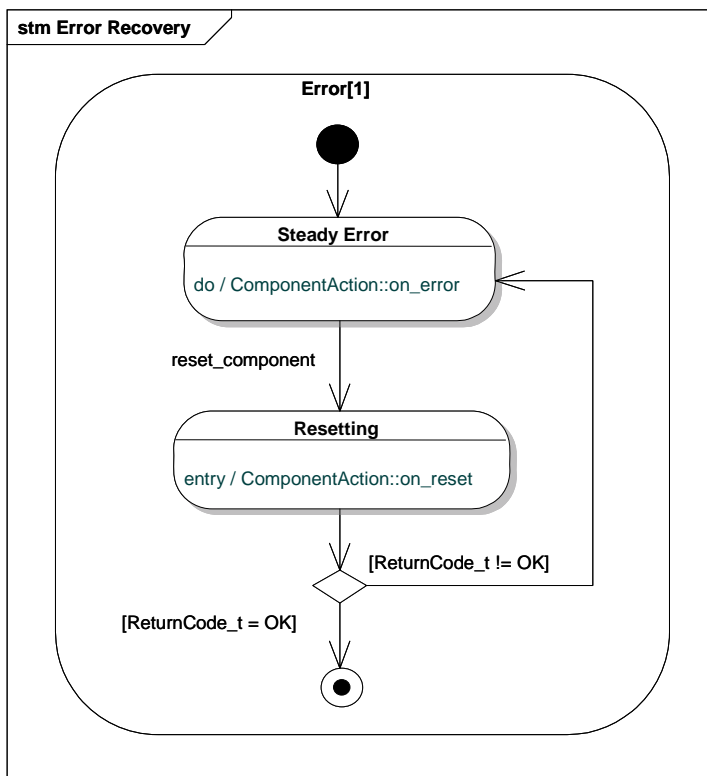 stm Error Recovery
Error[1]
Steady Error
do / ComponentAction::on_error
reset_component
Resetting
entry / ComponentAction::on_reset
[ReturnCode_t != OK]
[ReturnCode_t = OK]